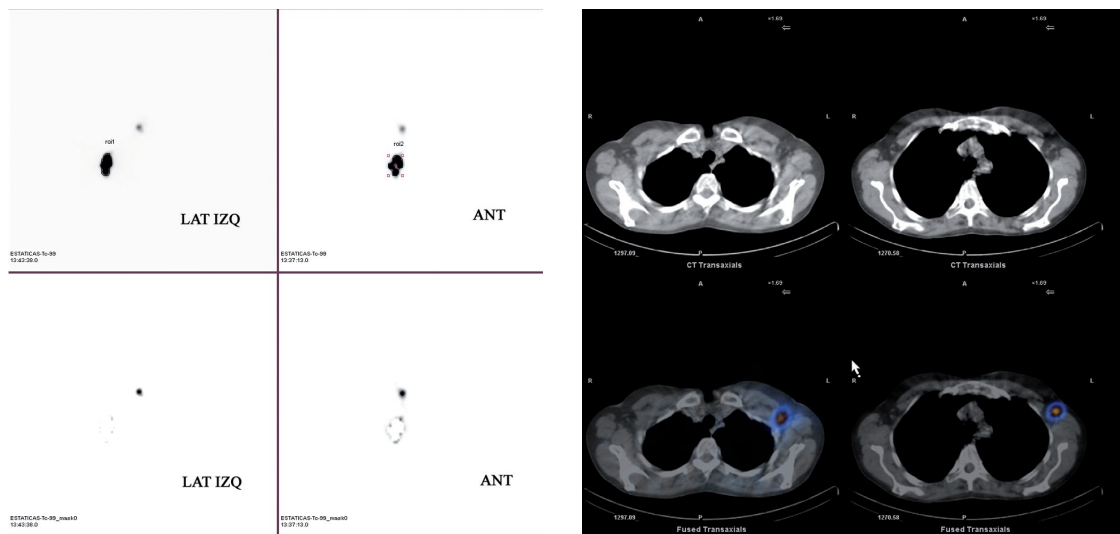 roi1
LAT IZQ
ESTATICAS-Tc-99
13:43:38.0
roi2
ANT
ESTATICAS-Tc-99
13:37:13.0
LAT IZQ
ESTATICAS-Tc-99_mask0
13:43:38.0
ANT
ESTATICAS-Tc-99_mask0
13:37:13.0
A
×1.69
R
L
1297.09
P
CT Transaxials
A
×1.69
R
L
1270.58
P
CT Transaxials
A
×1.69
R
L
1297.09
P
Fused Transaxials
A
×1.69
R
L
1270.58
P
Fused Transaxials